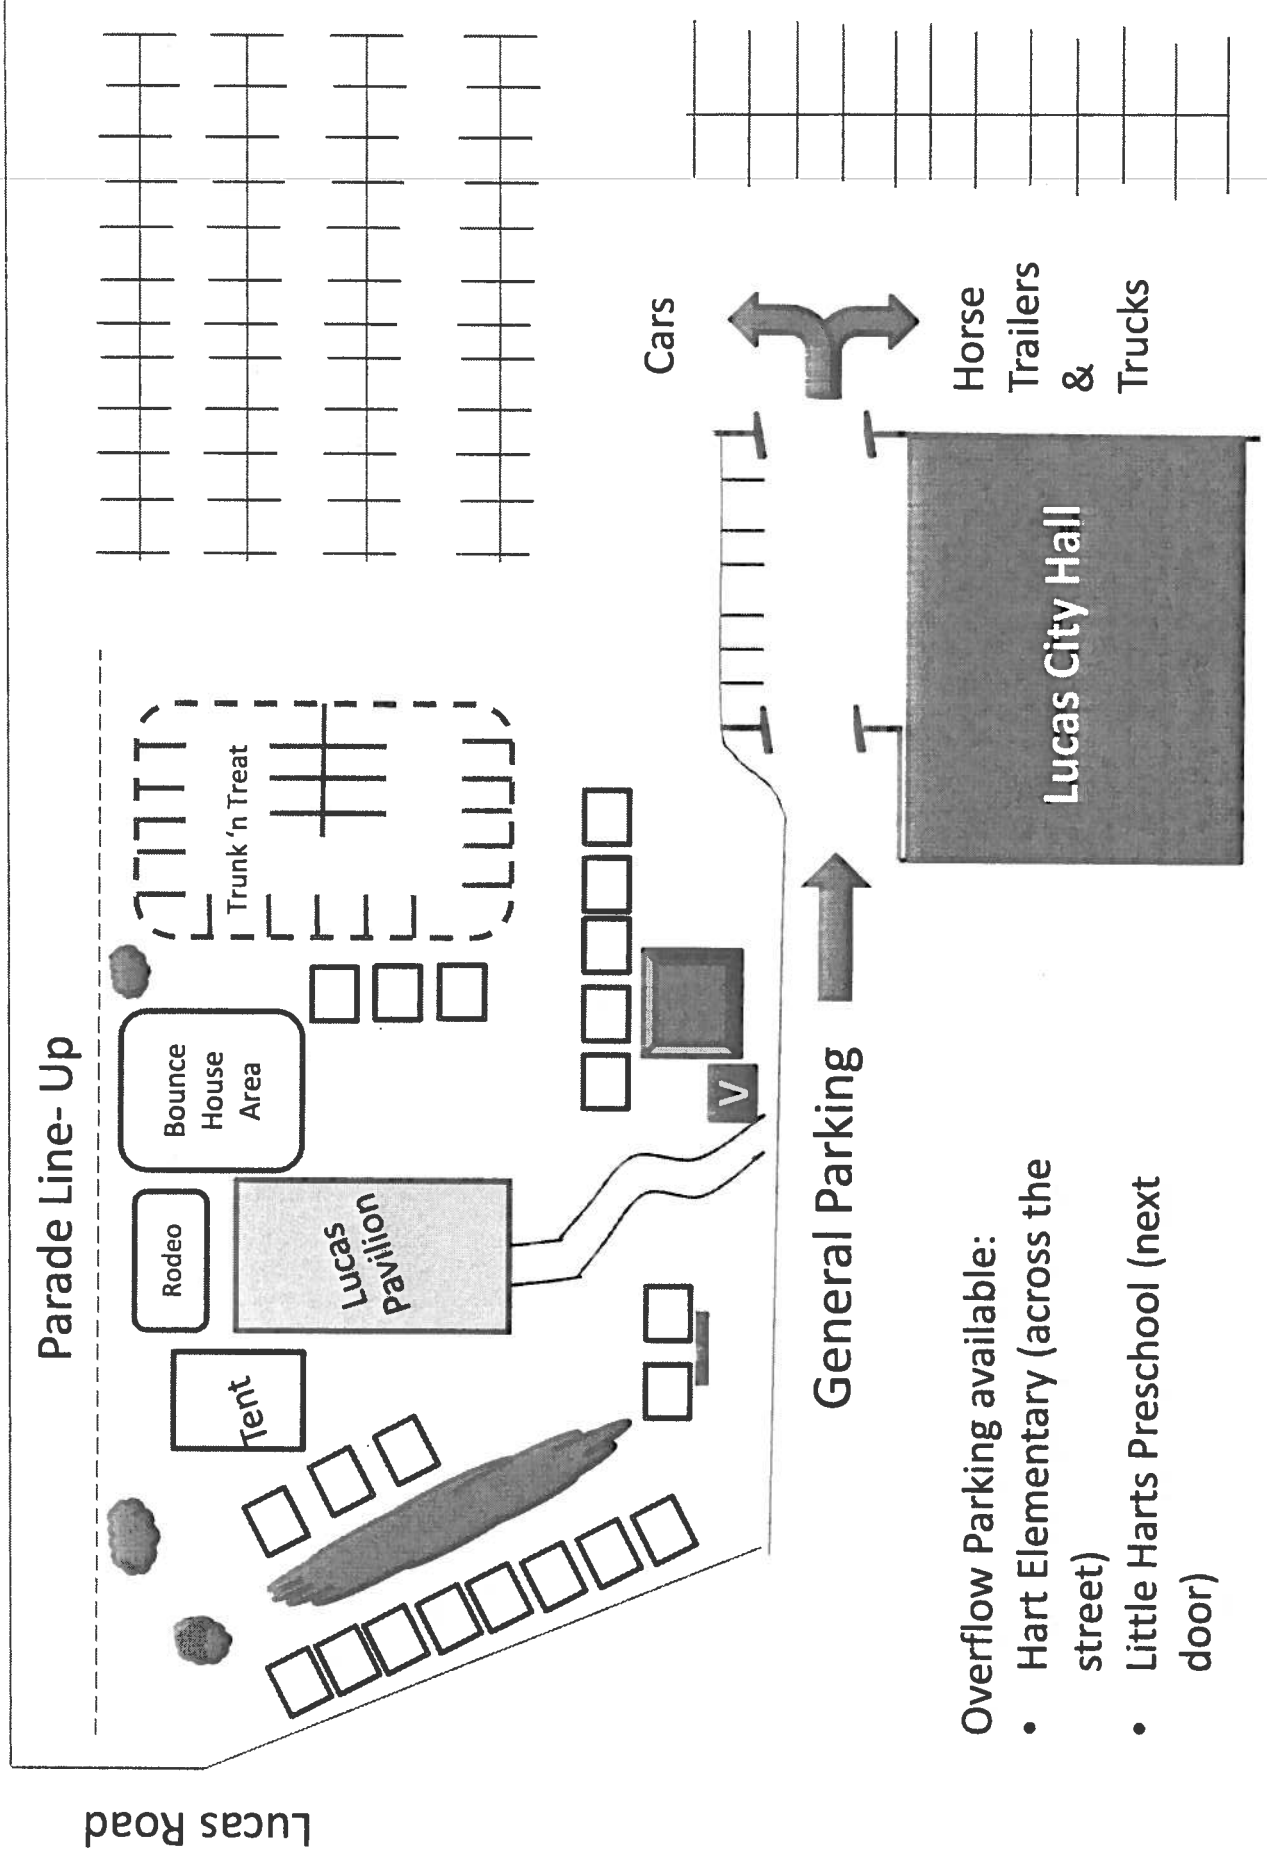 Lucas Road
Parade Line- Up
Tent
Rodeo
Lucas
Pavilion
Bounce
House
Area
Trunk 'n Treat
V
General Parking
Cars
Horse
Trailers
&
Trucks
Lucas City Hall
Overflow Parking available:
• Hart Elementary (across the
street)
• Little Harts Preschool (next
door)